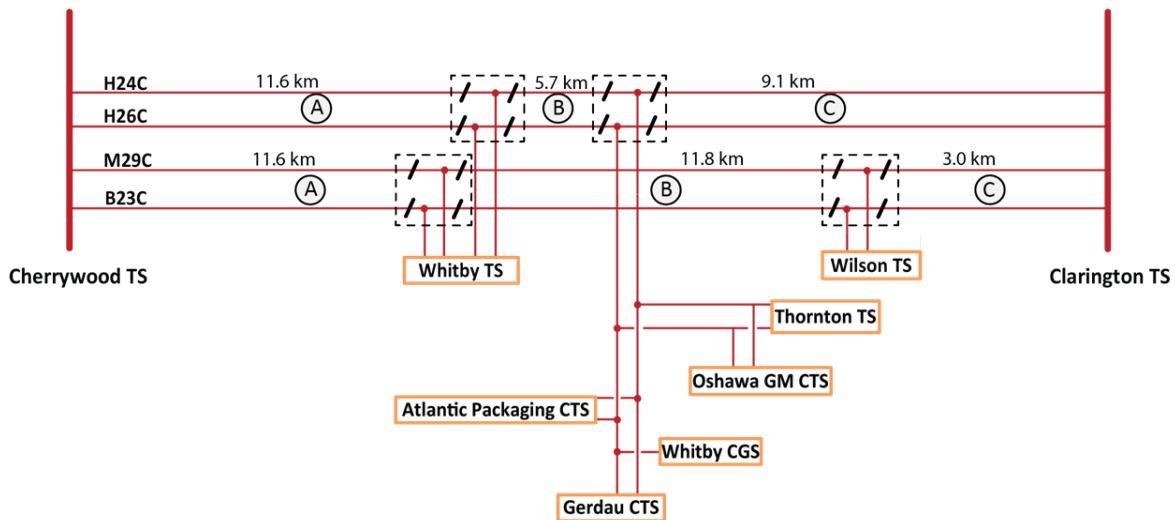 H24C
11.6 km
5.7 km
9.1 km
A
B
C
H26C
M29C
11.6 km
11.8 km
3.0 km
A
B
C
B23C
Cherrywood TS
Whitby TS
Wilson TS
Clarington TS
Thornton TS
Oshawa GM CTS
Atlantic Packaging CTS
Whitby CGS
Gerdau CTS